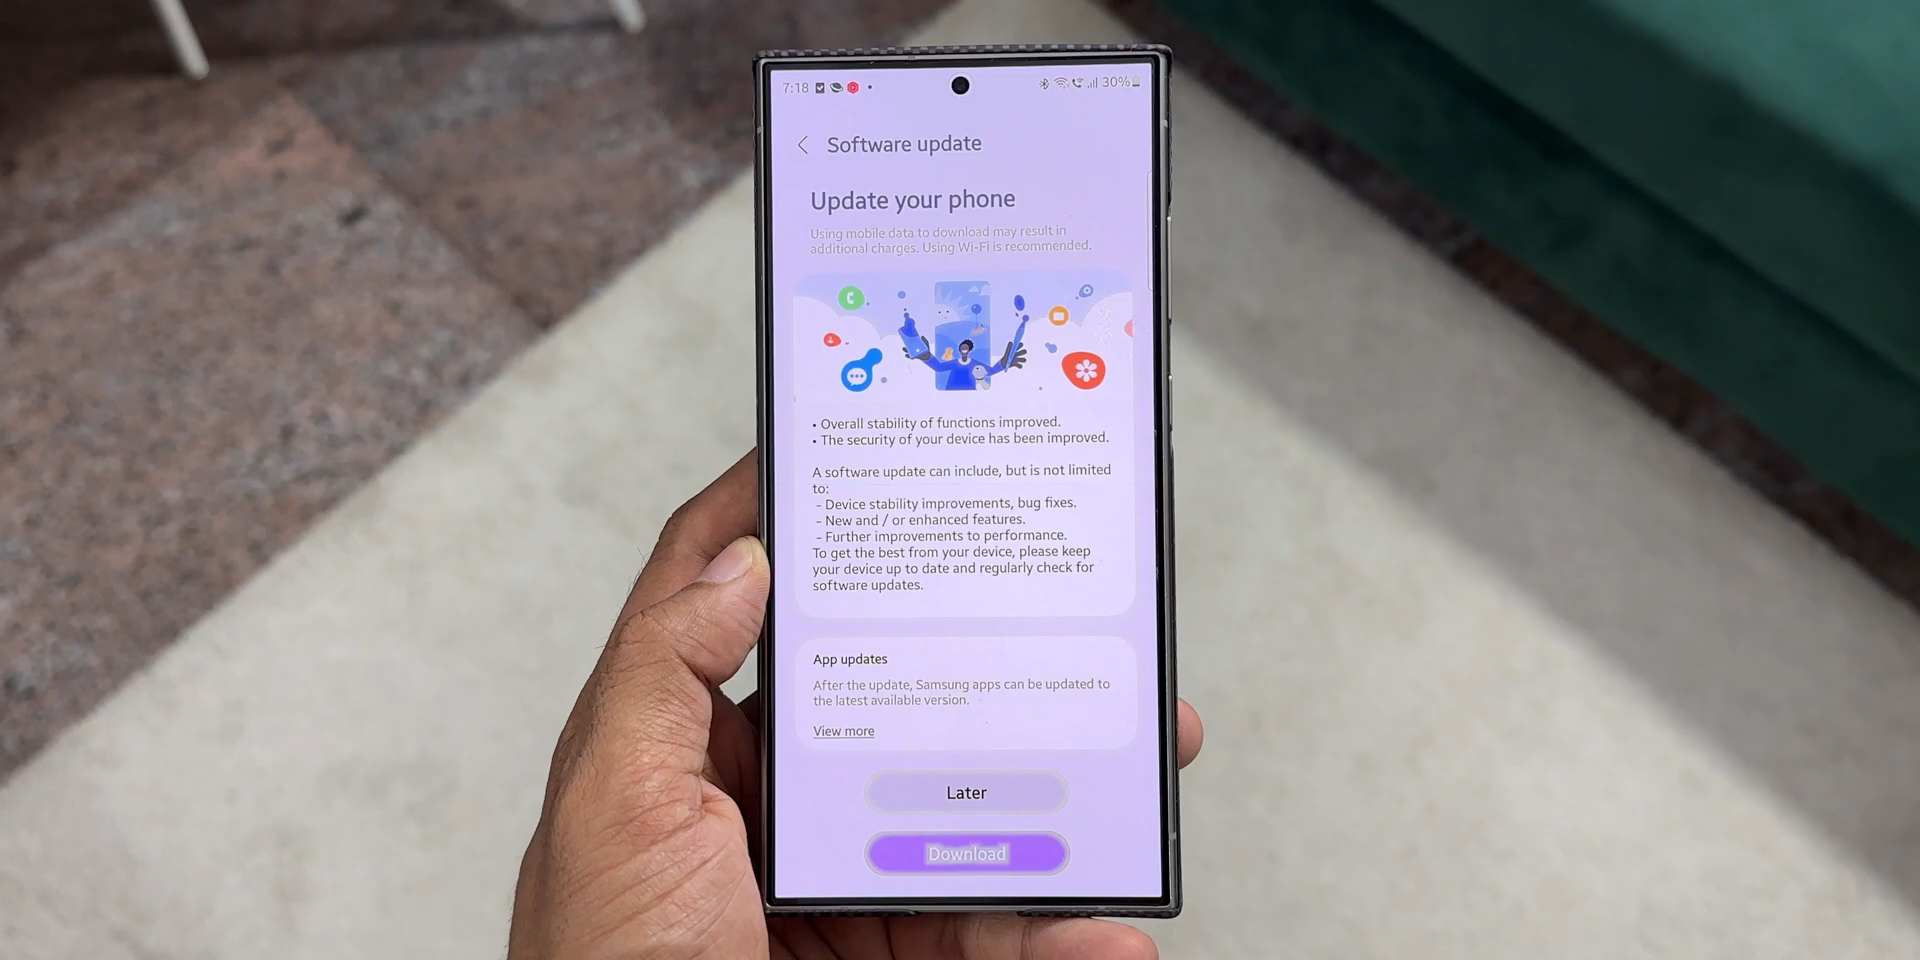 7:18 30%
Software update
Update your phone
Using mobile data to download may result in
additional charges. Using Wi-Fi is recommended.
• Overall stability of functions improved.
• The security of your device has been improved.
A software update can include, but is not limited
to:
- Device stability improvements, bug fixes.
- New and / or enhanced features.
- Further improvements to performance.
To get the best from your device, please keep
your device up to date and regularly check for
software updates.
App updates
After the update, Samsung apps can be updated to
the latest available version.
View more
Later
Download